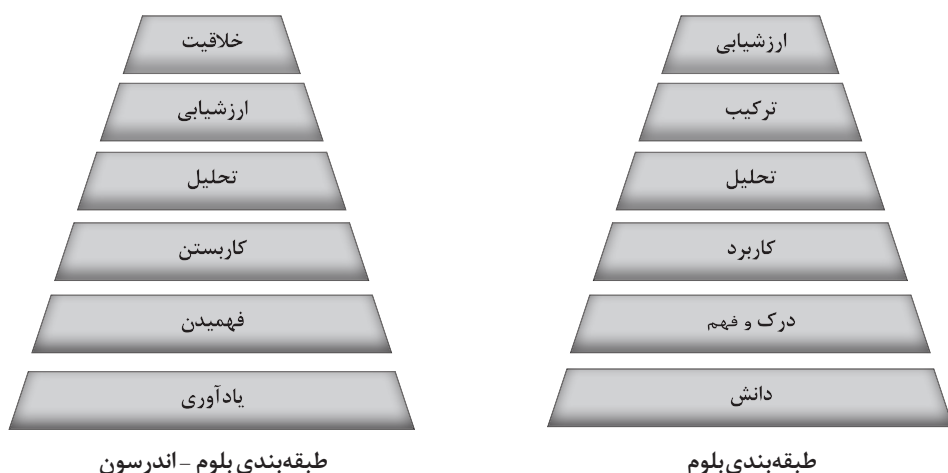 ارزشیابی
ترکیب
تحلیل
کاربرد
درک و فهم
دانش
طبقه‌بندی بلوم
خلاقیت
ارزشیابی
تحلیل
کاربستن
فهمیدن
یادآوری
طبقه‌بندی بلوم – اندرسون